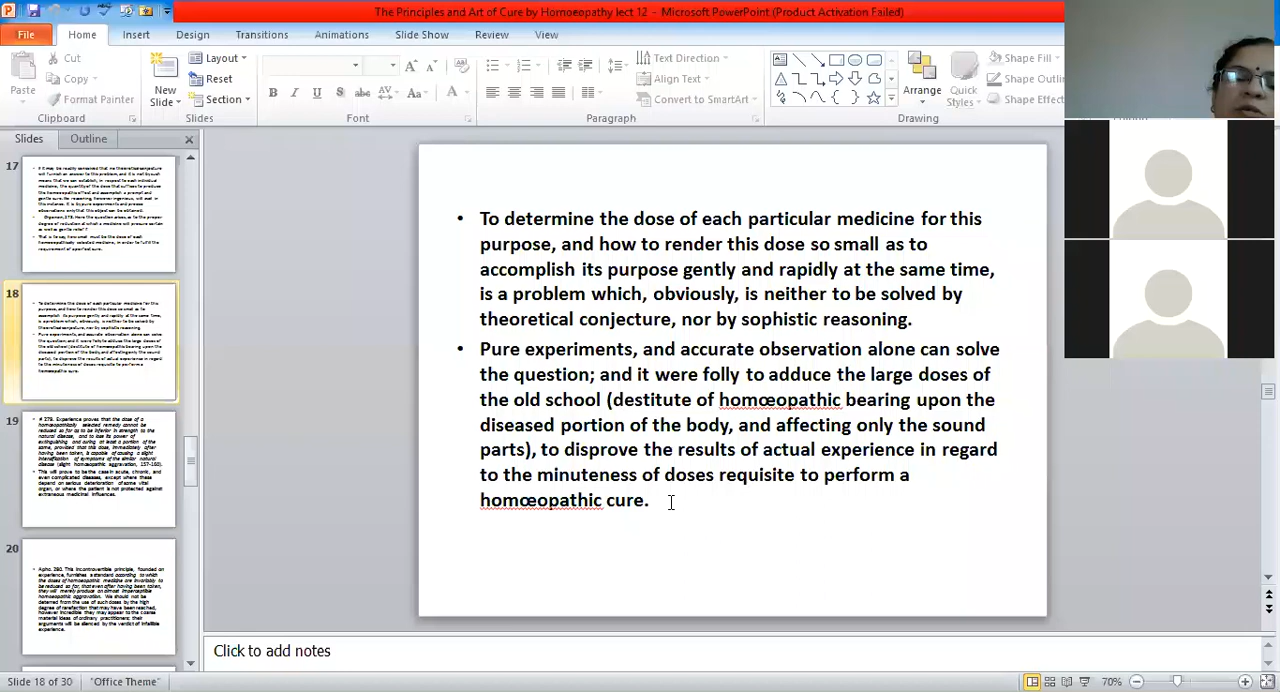 The Principles and Art of Cure by Homoeopathy lect 12 - Microsoft PowerPoint (Product Activation Failed)
File Home Insert Design Transitions Animations Slide Show Review View
Paste
Cut
Copy
Format Painter
Clipboard
New Slide
Layout
Reset
Section
Slides
B I U S abc AV Aa A
Font
Text Direction
Align Text
Convert to SmartArt
Paragraph
Arrange
Quick Styles
Shape Fill
Shape Outlin
Shape Effect
Drawing
Slides Outline
17
18
19
20
• To determine the dose of each particular medicine for this
purpose, and how to render this dose so small as to
accomplish its purpose gently and rapidly at the same time,
is a problem which, obviously, is neither to be solved by
theoretical conjecture, nor by sophistic reasoning.
• Pure experiments, and accurate observation alone can solve
the question; and it were folly to adduce the large doses of
the old school (destitute of homœopathic bearing upon the
diseased portion of the body, and affecting only the sound
parts), to disprove the results of actual experience in regard
to the minuteness of doses requisite to perform a
homœopathic cure.
Click to add notes
Slide 18 of 30 "Office Theme" 70%